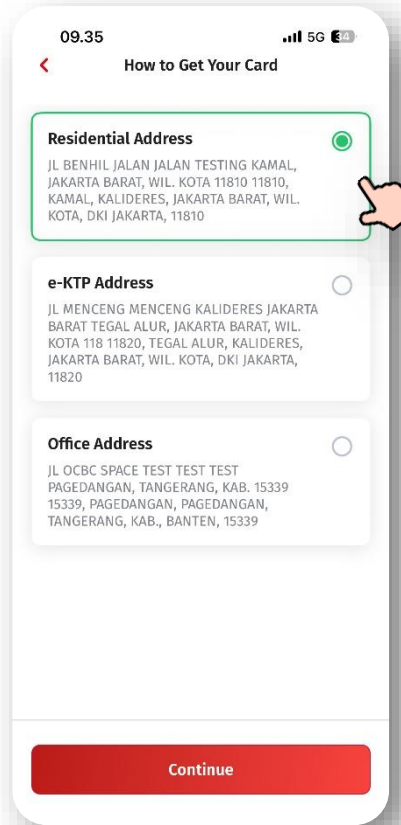 09.35 5G 34
How to Get Your Card
Residential Address
JL BENHIL JALAN JALAN TESTING KAMAL,
JAKARTA BARAT, WIL. KOTA 11810 11810,
KAMAL, KALIDERES, JAKARTA BARAT, WIL.
KOTA, DKI JAKARTA, 11810
e-KTP Address
JL MENCENG MENCENG KALIDERES JAKARTA
BARAT TEGAL ALUR, JAKARTA BARAT, WIL.
KOTA 118 11820, TEGAL ALUR, KALIDERES,
JAKARTA BARAT, WIL. KOTA, DKI JAKARTA,
11820
Office Address
JL OCBC SPACE TEST TEST TEST
PAGEDANGAN, TANGERANG, KAB. 15339
15339, PAGEDANGAN, PAGEDANGAN,
TANGERANG, KAB., BANTEN, 15339
Continue